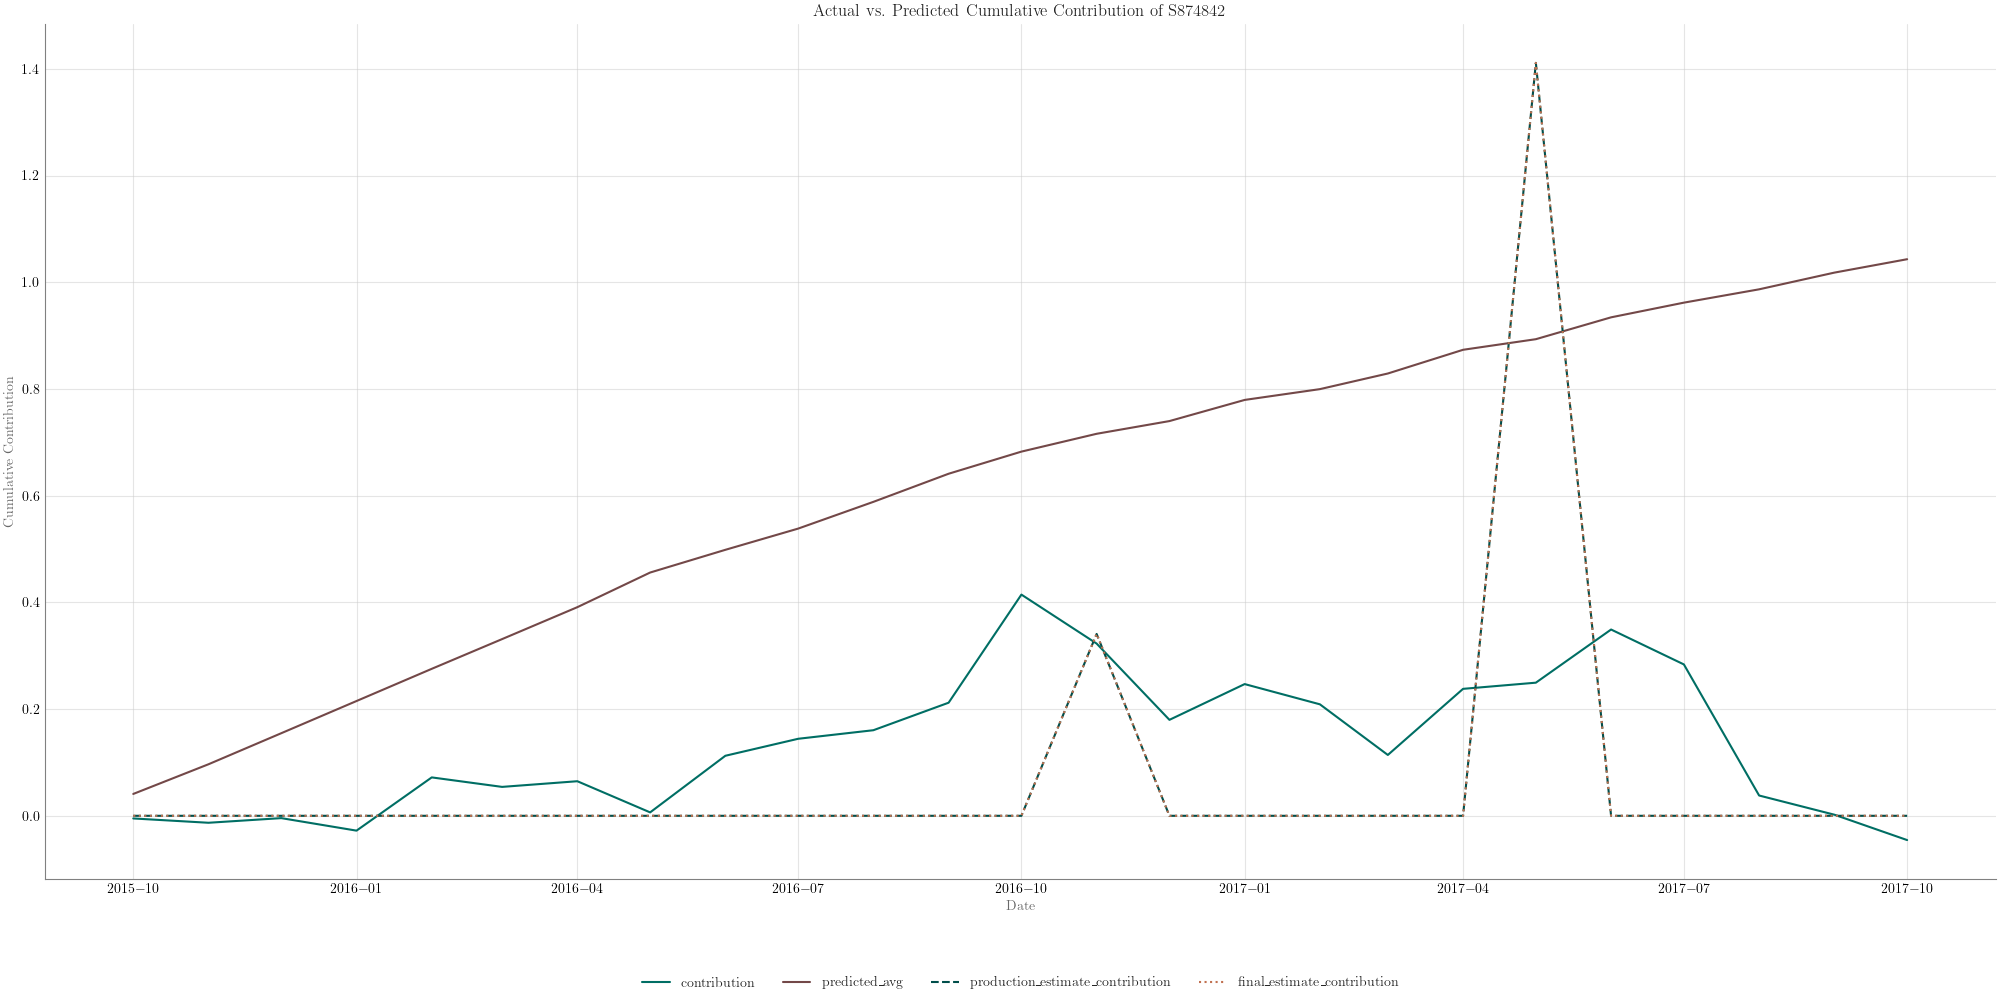 Actual vs. Predicted Cumulative Contribution of S874842
Cumulative Contribution
1.4
1.2
1.0
0.8
0.6
0.4
0.2
0.0
2015−10 2016−01 2016−04 2016−07 2016−10 2017−01 2017−04 2017−07 2017−10
Date
contribution predicted_avg production_estimate_contribution final_estimate_contribution